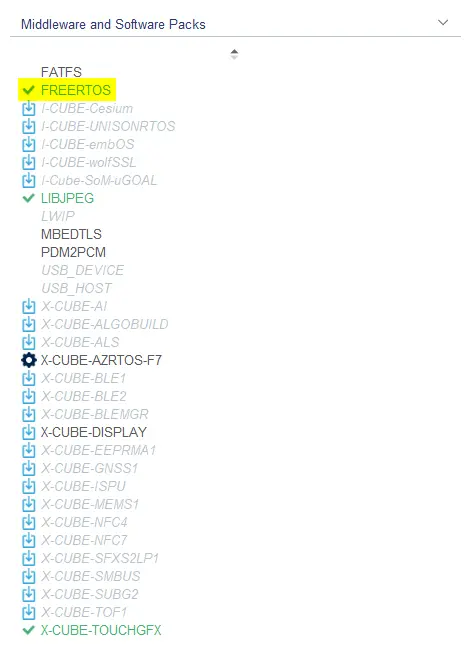 Middleware and Software Packs
FATFS
FREERTOS
I-CUBE-Cesium
I-CUBE-UNISONRTOS
I-CUBE-embOS
I-CUBE-wolfSSL
I-Cube-SoM-uGOAL
LIBJPEG
LWIP
MBEDTLS
PDM2PCM
USB_DEVICE
USB_HOST
X-CUBE-AI
X-CUBE-ALGOBUILD
X-CUBE-ALS
X-CUBE-AZRTOS-F7
X-CUBE-BLE1
X-CUBE-BLE2
X-CUBE-BLEMGR
X-CUBE-DISPLAY
X-CUBE-EEPRMA1
X-CUBE-GNSS1
X-CUBE-ISPU
X-CUBE-MEMS1
X-CUBE-NFC4
X-CUBE-NFC7
X-CUBE-SFXS2LP1
X-CUBE-SMBUS
X-CUBE-SUBG2
X-CUBE-TOF1
X-CUBE-TOUCHGFX